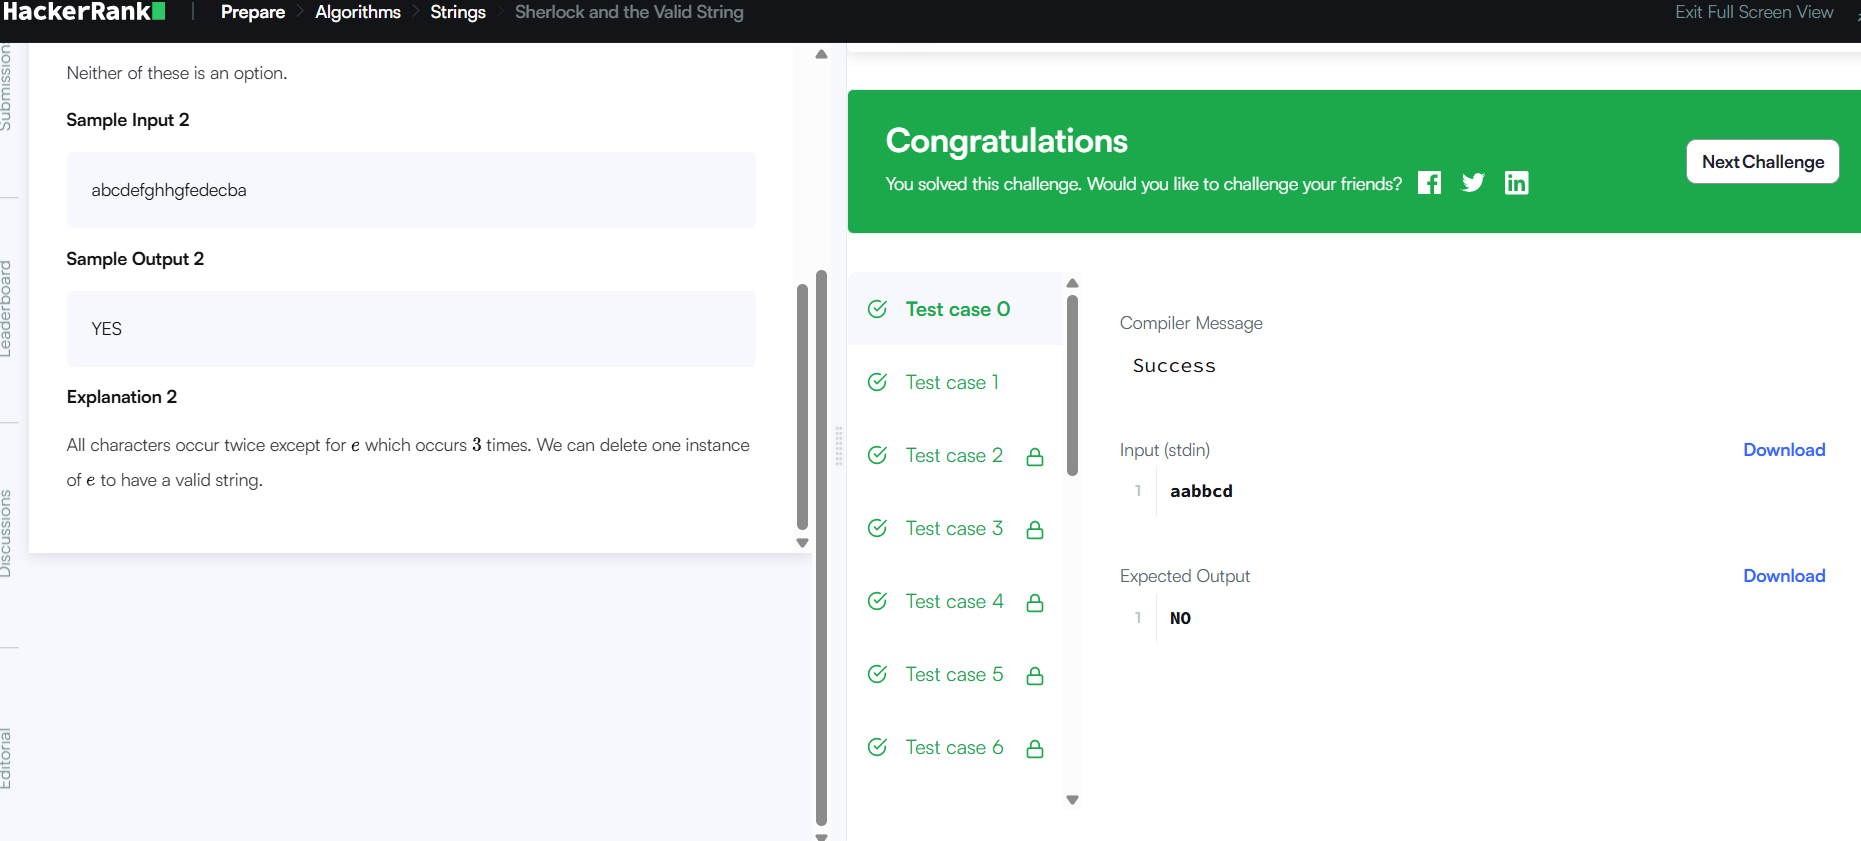 HackerRank
Prepare
Algorithms
Strings
Sherlock and the Valid String
Exit Full Screen View
Submissions
Leaderboard
Discussions
Editorial
Neither of these is an option.
Sample Input 2
abcdefghhgfedecba
Sample Output 2
YES
Explanation 2
All characters occur twice except for e which occurs 3 times. We can delete one instance
of e to have a valid string.
Congratulations
You solved this challenge. Would you like to challenge your friends?
Next Challenge
Test case 0
Test case 1
Test case 2
Test case 3
Test case 4
Test case 5
Test case 6
Compiler Message
Success
Input (stdin)
Download
1 aabbcd
Expected Output
Download
1 NO